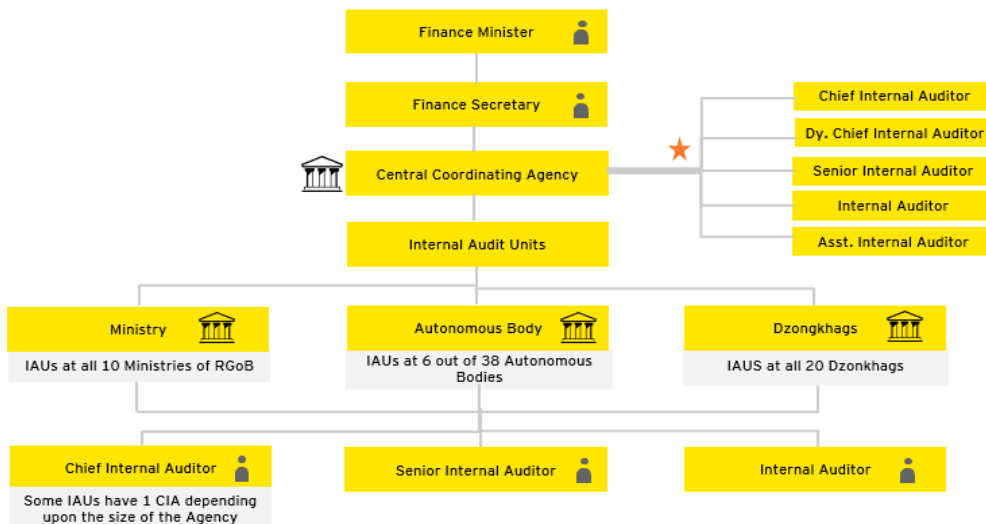 Finance Minister
Finance Secretary
Chief Internal Auditor
Dy. Chief Internal Auditor
Central Coordinating Agency
Senior Internal Auditor
Internal Auditor
Asst. Internal Auditor
Internal Audit Units
Ministry
IAUs at all 10 Ministries of RGoB
Autonomous Body
IAUs at 6 out of 38 Autonomous
Bodies
Dzongkhags
IAUS at all 20 Dzonkhags
Chief Internal Auditor
Some IAUs have 1 CIA depending
upon the size of the Agency
Senior Internal Auditor
Internal Auditor